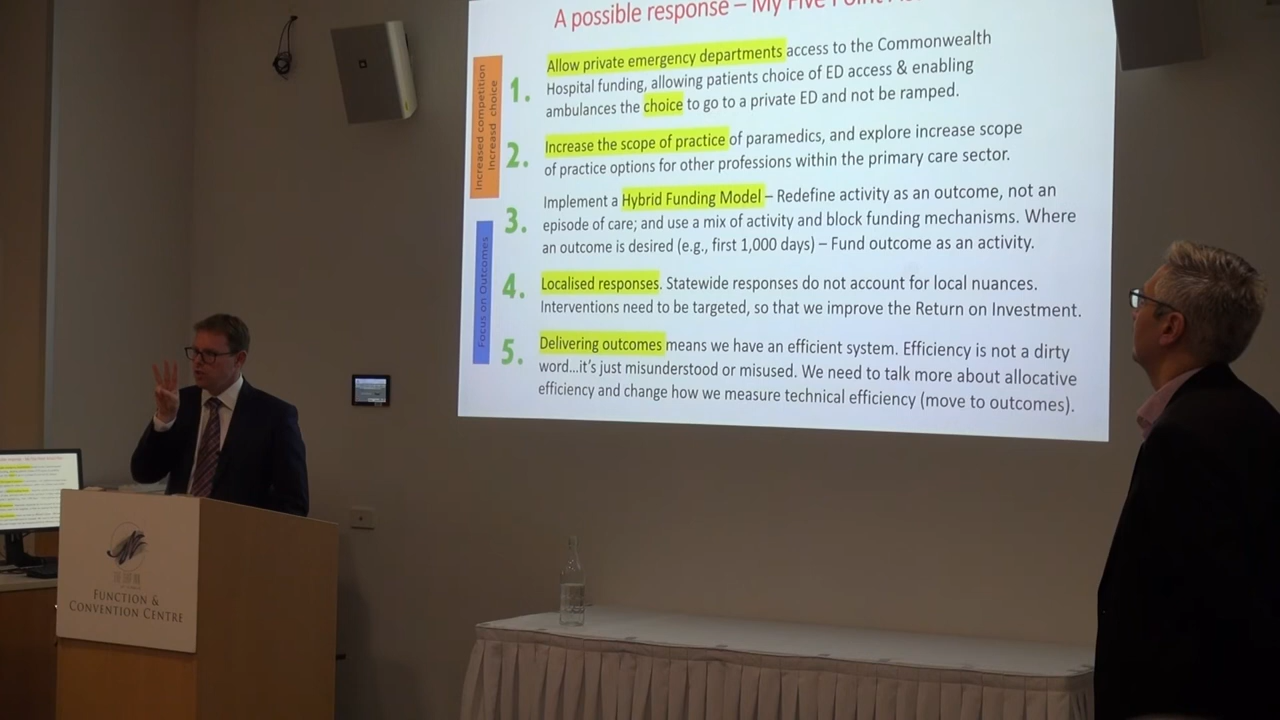 A possible response – My Five Point
Increased competition
Increasd choice
1.
Allow private emergency departments access to the Commonwealth
Hospital funding, allowing patients choice of ED access & enabling
ambulances the choice to go to a private ED and not be ramped.
2.
Increase the scope of practice of paramedics, and explore increase scope
of practice options for other professions within the primary care sector.
Focus on Outcomes
3.
Implement a Hybrid Funding Model – Redefine activity as an outcome, not an
episode of care; and use a mix of activity and block funding mechanisms. Where
an outcome is desired (e.g., first 1,000 days) – Fund outcome as an activity.
4.
Localised responses. Statewide responses do not account for local nuances.
Interventions need to be targeted, so that we improve the Return on Investment.
5.
Delivering outcomes means we have an efficient system. Efficiency is not a dirty
word...it's just misunderstood or misused. We need to talk more about allocative
efficiency and change how we measure technical efficiency (move to outcomes).
FUNCTION &
CONVENTION CENTRE